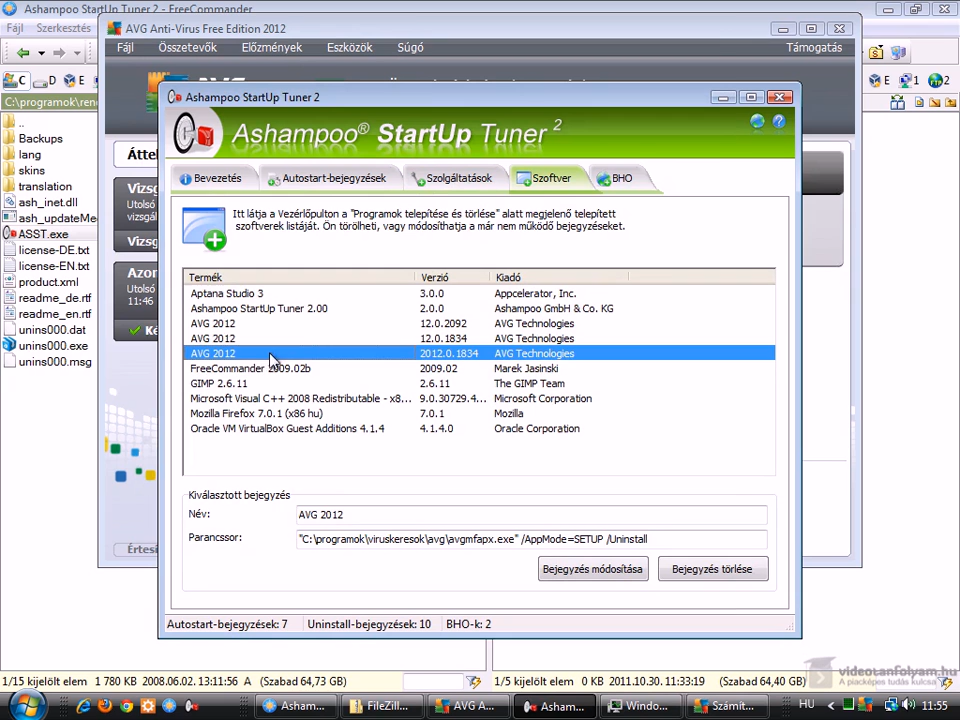 Ashampoo StartUp Tuner 2 - FreeCommander
Fájl Szerkesztés
AVG Anti-Virus Free Edition 2012
Fájl Összetevők Előzmények Eszközök Súgó Támogatás
C D E
E 1 2
C:\programok\
..
Backups
lang
skins
translation
ash_inet.dll
ash_updateMe
ASST.exe
license-DE.txt
license-EN.txt
product.xml
readme_de.rtf
readme_en.rtf
unins000.dat
unins000.exe
unins000.msg
Átte
Vizsg
Utolsó
vizsgál
Vizsg
Azon
Utolsó
11:46
Ké
Értesí
Ashampoo StartUp Tuner 2
Ashampoo® StartUp Tuner 2
Bevezetés Autostart-bejegyzések Szolgáltatások Szoftver BHO
Itt látja a Vezérlőpulton a "Programok telepítése és törlése" alatt megjelenő telepített
szoftverek listáját. Ön törölheti, vagy módosíthatja a már nem működő bejegyzéseket.
Termék Verzió Kiadó
Aptana Studio 3 3.0.0 Appcelerator, Inc.
Ashampoo StartUp Tuner 2.00 2.0.0 Ashampoo GmbH & Co. KG
AVG 2012 12.0.2092 AVG Technologies
AVG 2012 12.0.1834 AVG Technologies
AVG 2012 2012.0.1834 AVG Technologies
FreeCommander 2009.02b 2009.02 Marek Jasinski
GIMP 2.6.11 2.6.11 The GIMP Team
Microsoft Visual C++ 2008 Redistributable - x8... 9.0.30729.4... Microsoft Corporation
Mozilla Firefox 7.0.1 (x86 hu) 7.0.1 Mozilla
Oracle VM VirtualBox Guest Additions 4.1.4 4.1.4.0 Oracle Corporation
Kiválasztott bejegyzés
Név: AVG 2012
Parancssor: "C:\programok\viruskeresok\avg\avgmfapx.exe" /AppMode=SETUP /Uninstall
Bejegyzés módosítása Bejegyzés törlése
Autostart-bejegyzések: 7 Uninstall-bejegyzések: 10 BHO-k: 2
1/15 kijelölt elem 1 780 KB 2008.06.02. 13:11:56 A (Szabad 64,73 GB)
1/5 kijelölt elem 0 KB 2011.10.30. 11:33:19 (Szabad 64,40 GB)
videotanfolyam.hu
A piacképes tudás kulcsa
Asham... FileZill... AVG A... Asham... Windo... Számít... HU 11:55